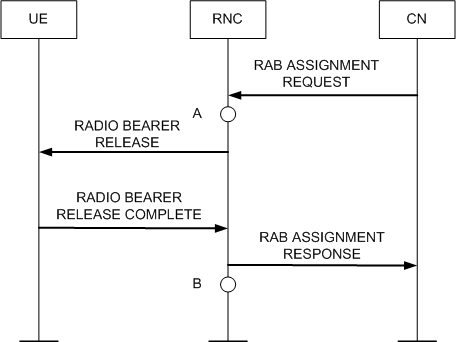 UE
RNC
CN
RAB ASSIGNMENT
REQUEST
A
RADIO BEARER
RELEASE
RADIO BEARER
RELEASE COMPLETE
RAB ASSIGNMENT
RESPONSE
B